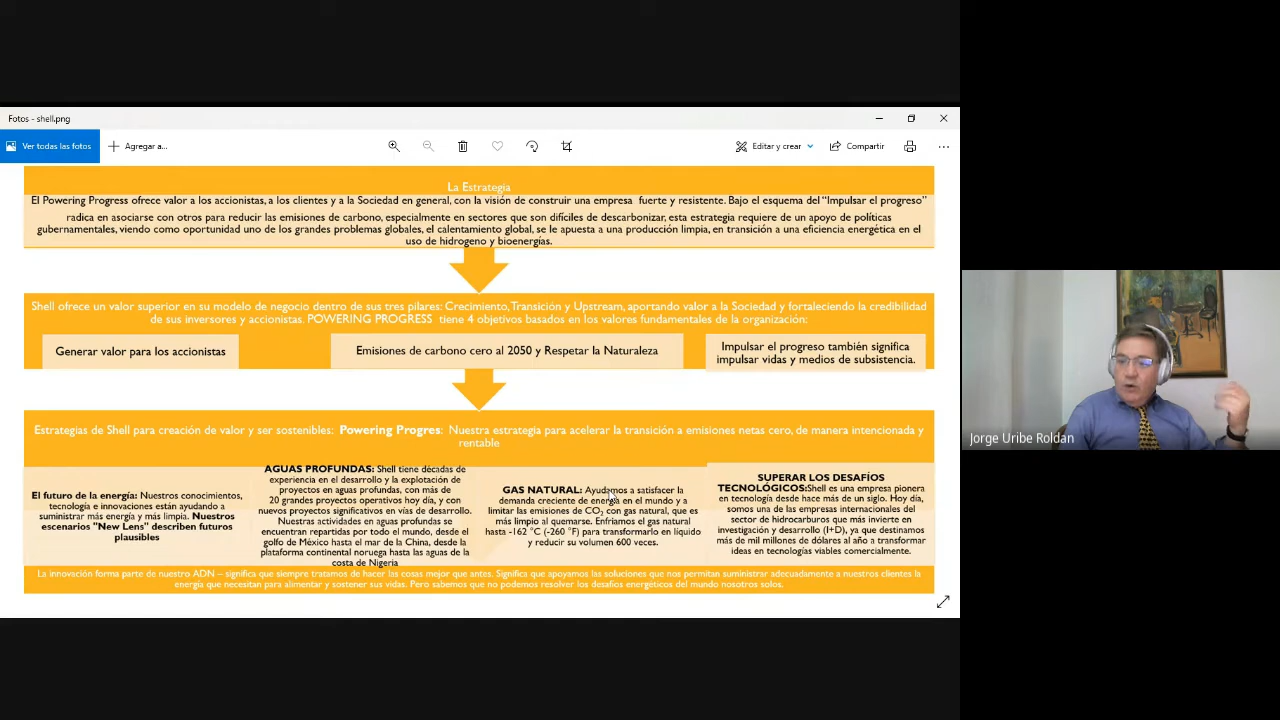 Fotos - shell.png
Ver todas las fotos
Agregar a...
Editar y crear
Compartir
La Estrategia
El Powering Progress ofrece valor a los accionistas, a los clientes y a la Sociedad en general, con la visión de construir una empresa fuerte y resistente. Bajo el esquema del "Impulsar el progreso"
radica en asociarse con otros para reducir las emisiones de carbono, especialmente en sectores que son difíciles de descarbonizar, esta estrategia requiere de un apoyo de políticas
gubernamentales, viendo como oportunidad uno de los grandes problemas globales, el calentamiento global, se le apuesta a una producción limpia, en transición a una eficiencia energética en el
uso de hidrogeno y bioenergías.
Shell ofrece un valor superior en su modelo de negocio dentro de sus tres pilares: Crecimiento, Transición y Upstream, aportando valor a la Sociedad y fortaleciendo la credibilidad
de sus inversores y accionistas. POWERING PROGRESS tiene 4 objetivos basados en los valores fundamentales de la organización:
Generar valor para los accionistas
Emisiones de carbono cero al 2050 y Respetar la Naturaleza
Impulsar el progreso también significa
impulsar vidas y medios de subsistencia.
Estrategias de Shell para creación de valor y ser sostenibles: Powering Progres: Nuestra estrategia para acelerar la transición a emisiones netas cero, de manera intencionada y
rentable
El futuro de la energía: Nuestros conocimientos,
tecnología e innovaciones están ayudando a
suministrar más energía y más limpia. Nuestros
escenarios "New Lens" describen futuros
plausibles
AGUAS PROFUNDAS: Shell tiene décadas de
experiencia en el desarrollo y la explotación de
proyectos en aguas profundas, con más de
20 grandes proyectos operativos hoy día, y con
nuevos proyectos significativos en vías de desarrollo.
Nuestras actividades en aguas profundas se
encuentran repartidas por todo el mundo, desde el
golfo de México hasta el mar de la China, desde la
plataforma continental noruega hasta las aguas de la
costa de Nigeria
GAS NATURAL: Ayudamos a satisfacer la
demanda creciente de energía en el mundo y a
limitar las emisiones de CO₂ con gas natural, que es
más limpio al quemarse. Enfriamos el gas natural
hasta -162 °C (-260 °F) para transformarlo en líquido
y reducir su volumen 600 veces.
SUPERAR LOS DESAFÍOS
TECNOLÓGICOS:Shell es una empresa pionera
en tecnología desde hace más de un siglo. Hoy día,
somos una de las empresas internacionales del
sector de hidrocarburos que más invierte en
investigación y desarrollo (I+D), ya que destinamos
más de mil millones de dólares al año a transformar
ideas en tecnologías viables comercialmente.
La innovación forma parte de nuestro ADN – significa que siempre tratamos de hacer las cosas mejor que antes. Significa que apoyamos las soluciones que nos permitan suministrar adecuadamente a nuestros clientes la
energía que necesitan para alimentar y sostener sus vidas. Pero sabemos que no podemos resolver los desafíos energéticos del mundo nosotros solos.
Jorge Uribe Roldan